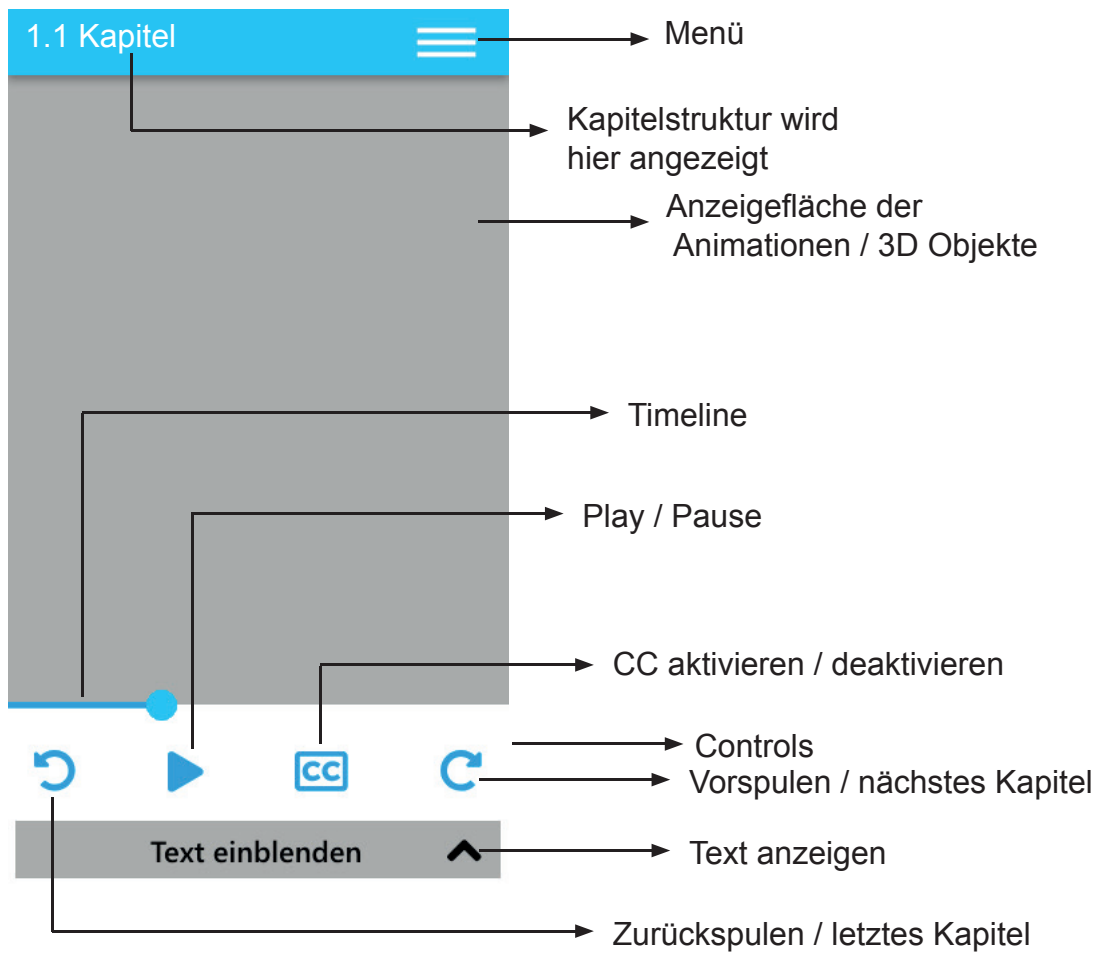 1.1 Kapitel
Menü
Kapitelstruktur wird
hier angezeigt
Anzeigefläche der
Animationen / 3D Objekte
Timeline
Play / Pause
CC aktivieren / deaktivieren
Controls
CC
Vorspulen / nächstes Kapitel
Text einblenden
Text anzeigen
Zurückspulen / letztes Kapitel